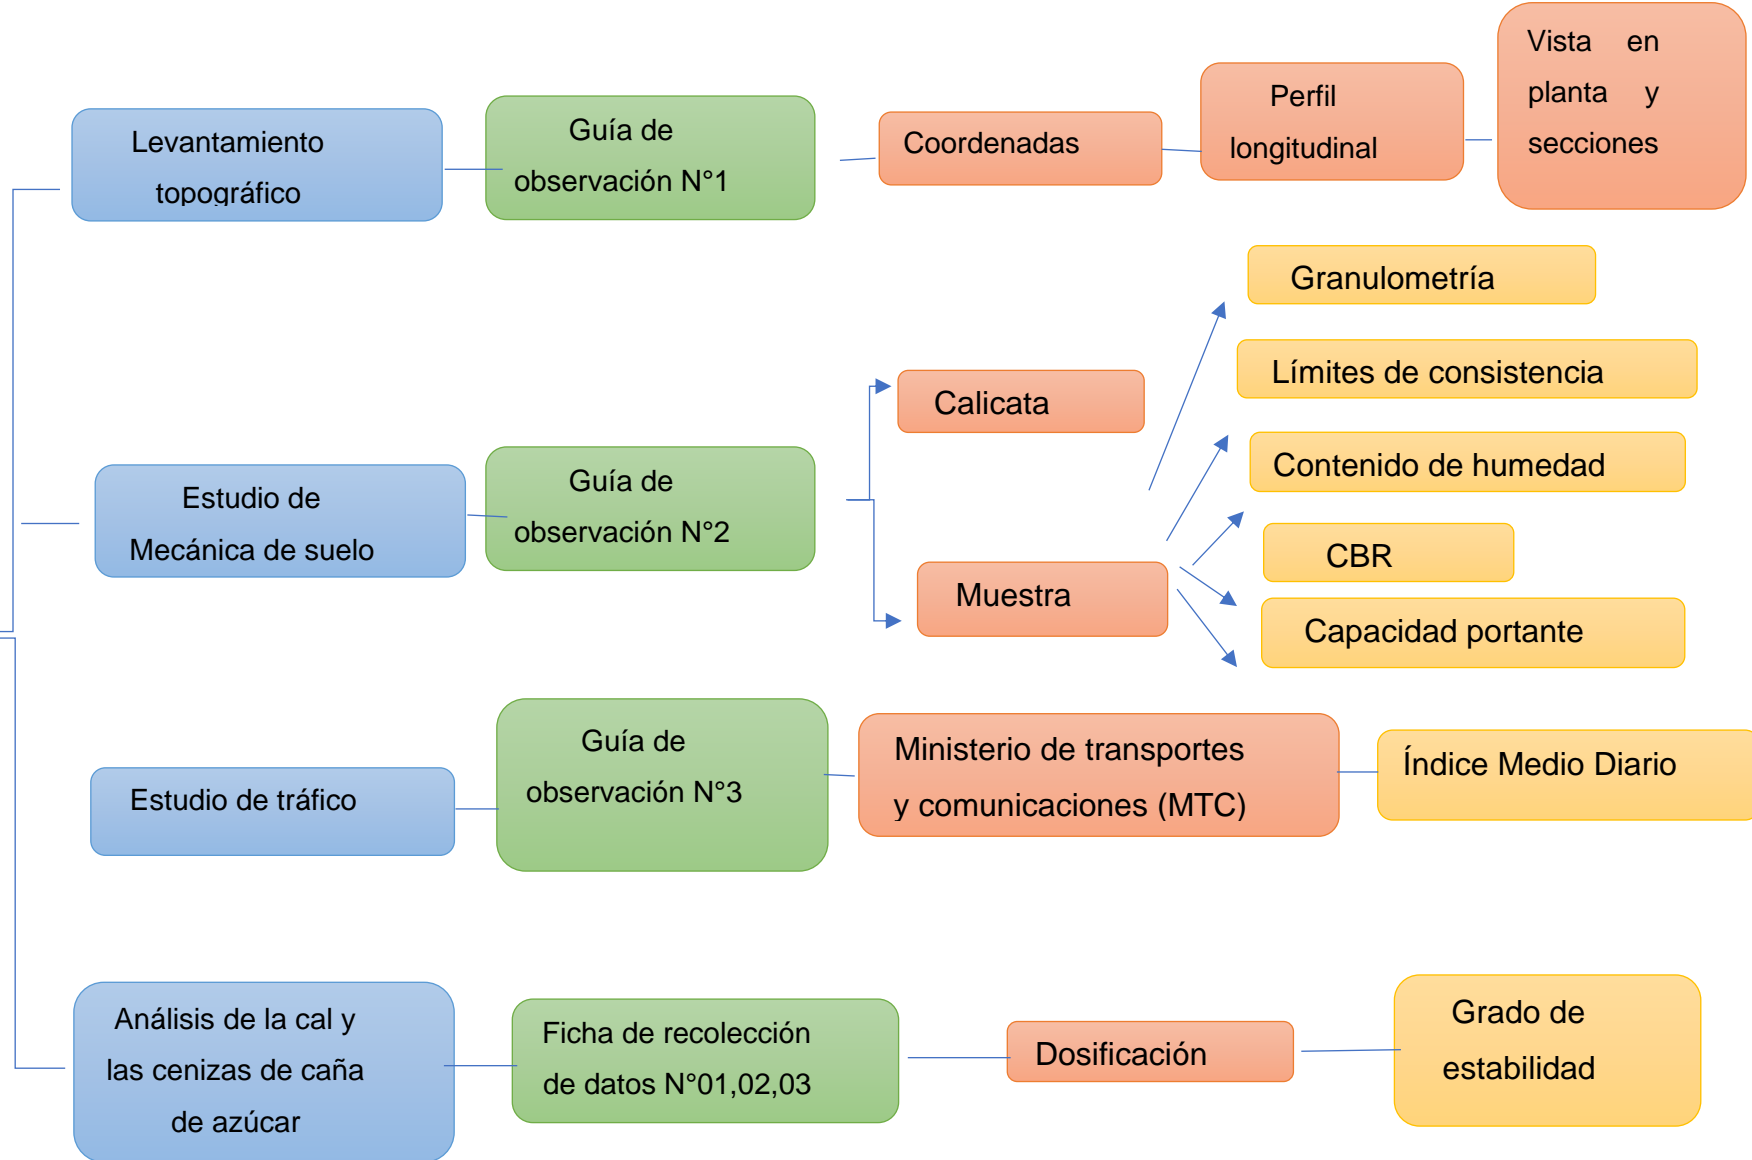 Levantamiento
topográfico
Guía de
observación N°1
Coordenadas
Perfil
longitudinal
Vista en
planta y
secciones
Estudio de
Mecánica de suelo
Guía de
observación N°2
Calicata
Muestra
Granulometría
Límites de consistencia
Contenido de humedad
CBR
Capacidad portante
Estudio de tráfico
Guía de
observación N°3
Ministerio de transportes
y comunicaciones (MTC)
Índice Medio Diario
Análisis de la cal y
las cenizas de caña
de azúcar
Ficha de recolección
de datos N°01,02,03
Dosificación
Grado de
estabilidad